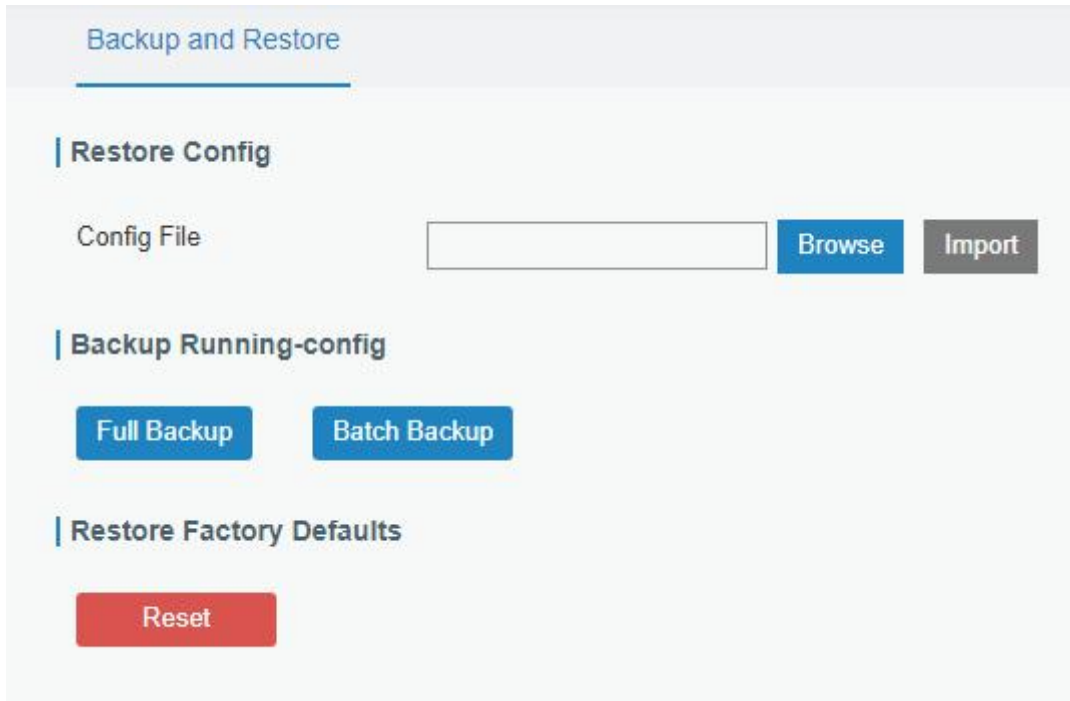 Backup and Restore
Restore Config
Config File Browse Import
Backup Running-config
Full Backup Batch Backup
Restore Factory Defaults
Reset